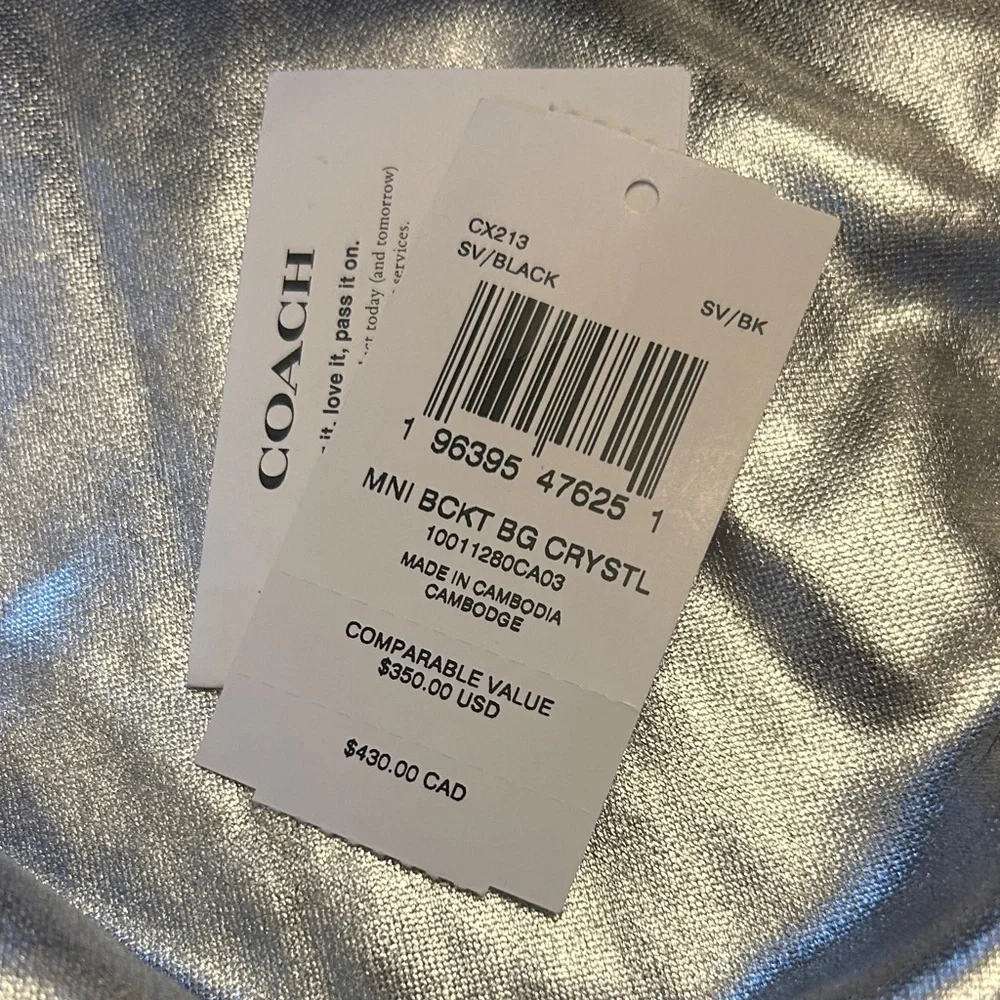 COACH
it. love it, pass it on.
today (and tomorrow)
services.
CX213
SV/BLACK
SV/BK
1 96395 47625 1
MNI BCKT BG CRYSTL
10011280CA03
MADE IN CAMBODIA
CAMBODGE
COMPARABLE VALUE
$350.00 USD
$430.00 CAD